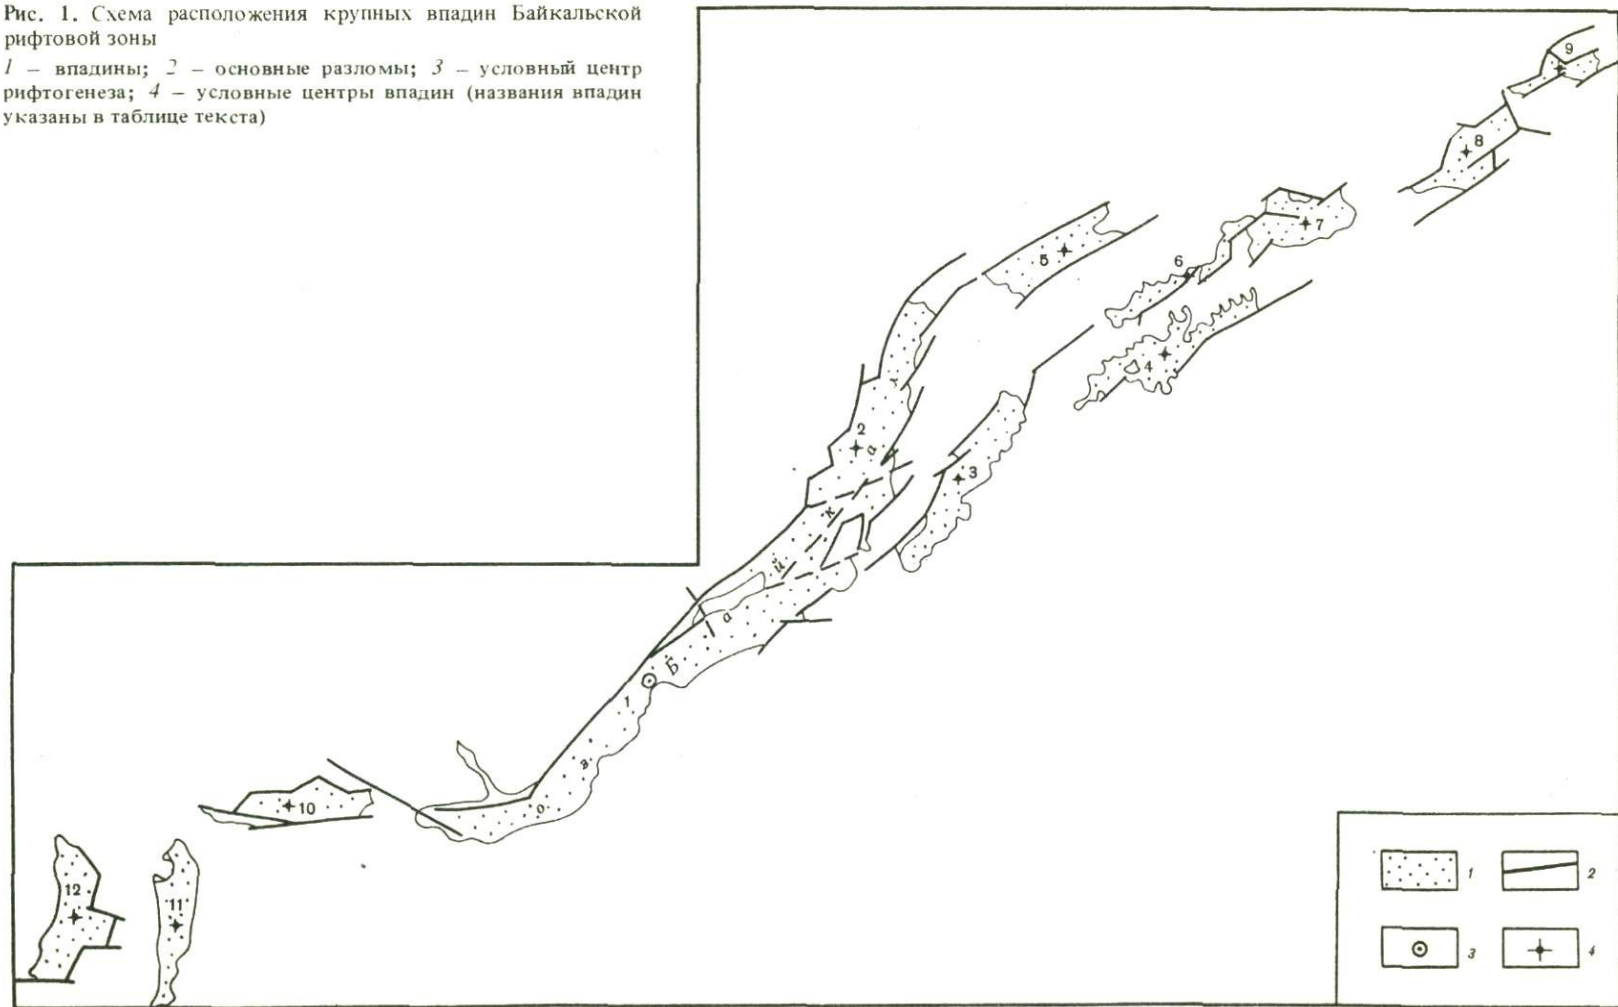 Рис. 1. Схема расположения крупных впадин Байкальской
рифтовой зоны
1 – впадины; 2 – основные разломы; 3 – условный центр
рифтогенеза; 4 – условные центры впадин (названия впадин
указаны в таблице текста)
9
8
7
5
6
4
2
3
оз. Байкал
1
10
12
11
1
2
3
4